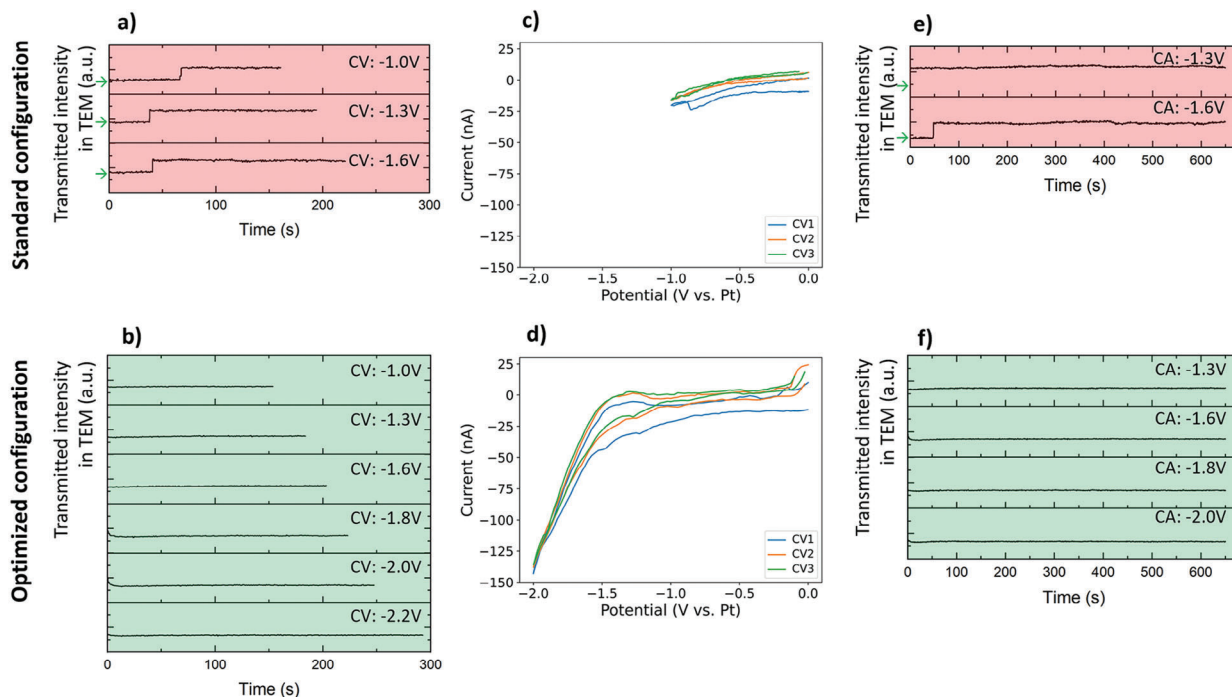 Standard configuration
a)
Transmitted intensity
in TEM (a.u.)
CV: -1.0V
CV: -1.3V
CV: -1.6V
0 100 200 300
Time (s)
c)
Current (nA)
25
0
−25
−50
−75
−100
−125
−150
CV1
CV2
CV3
−2.0 −1.5 −1.0 −0.5 0.0
Potential (V vs. Pt)
e)
Transmitted intensity
in TEM (a.u.)
CA: -1.3V
CA: -1.6V
0 100 200 300 400 500 600
Time (s)
Optimized configuration
b)
Transmitted intensity
in TEM (a.u.)
CV: -1.0V
CV: -1.3V
CV: -1.6V
CV: -1.8V
CV: -2.0V
CV: -2.2V
0 100 200 300
Time (s)
d)
Current (nA)
25
0
−25
−50
−75
−100
−125
−150
CV1
CV2
CV3
−2.0 −1.5 −1.0 −0.5 0.0
Potential (V vs. Pt)
f)
Transmitted intensity
in TEM (a.u.)
CA: -1.3V
CA: -1.6V
CA: -1.8V
CA: -2.0V
0 100 200 300 400 500 600
Time (s)